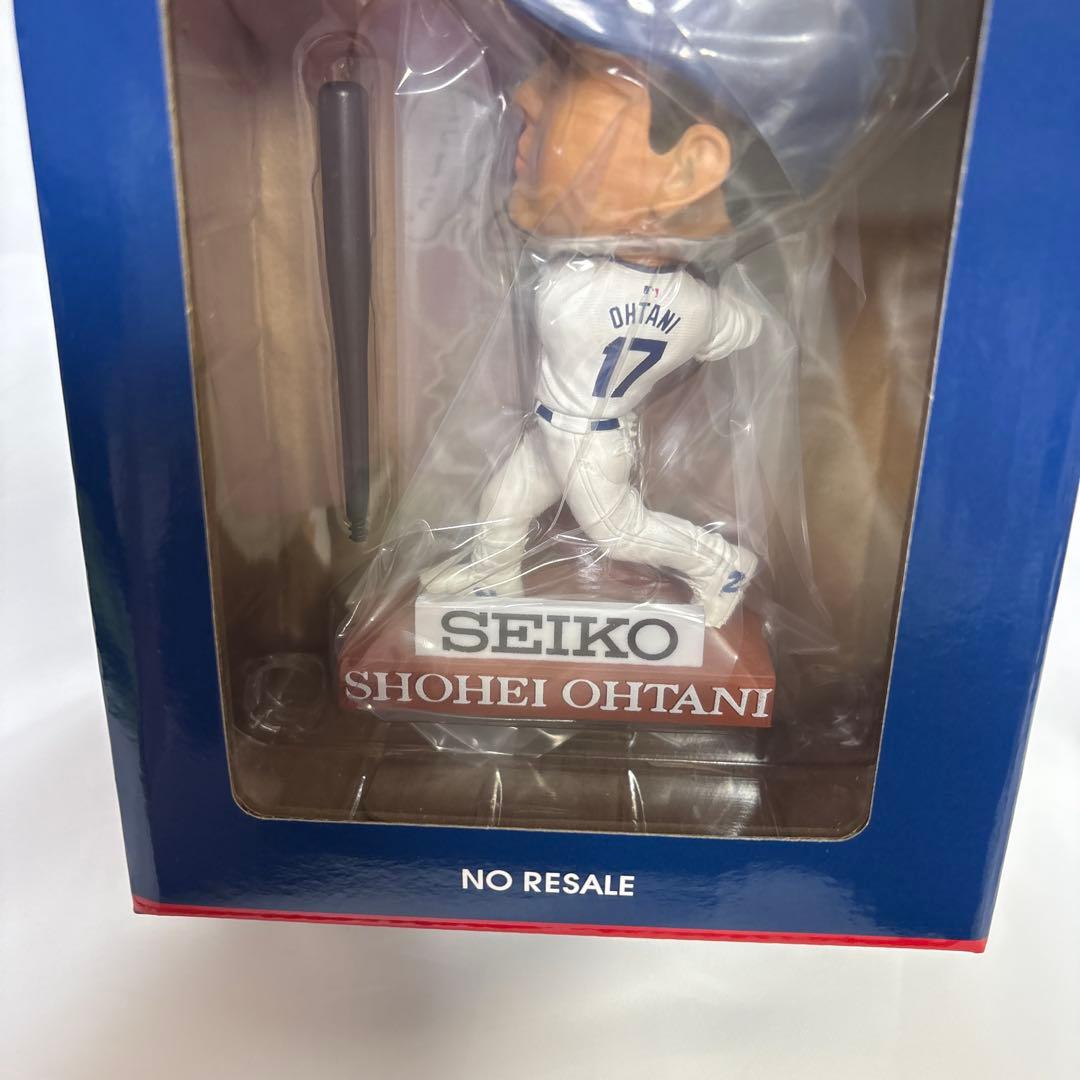 OHTANI
17
SEIKO
SHOHEI OHTANI
NO RESALE